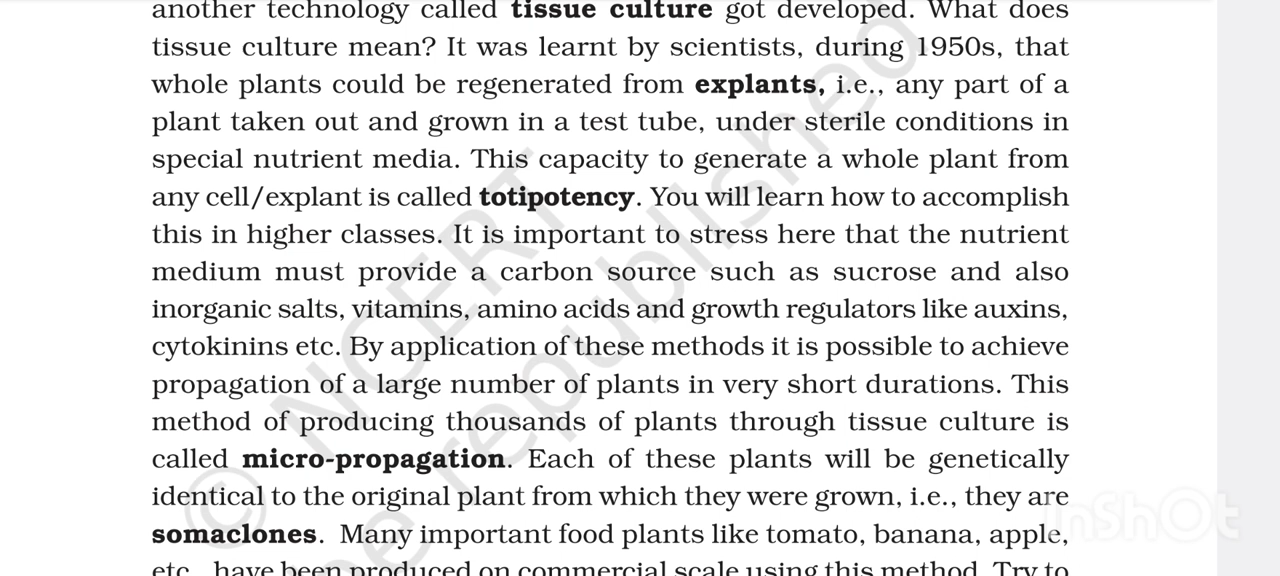 another technology called tissue culture got developed. What does
tissue culture mean? It was learnt by scientists, during 1950s, that
whole plants could be regenerated from explants, i.e., any part of a
plant taken out and grown in a test tube, under sterile conditions in
special nutrient media. This capacity to generate a whole plant from
any cell/explant is called totipotency. You will learn how to accomplish
this in higher classes. It is important to stress here that the nutrient
medium must provide a carbon source such as sucrose and also
inorganic salts, vitamins, amino acids and growth regulators like auxins,
cytokinins etc. By application of these methods it is possible to achieve
propagation of a large number of plants in very short durations. This
method of producing thousands of plants through tissue culture is
called micro-propagation. Each of these plants will be genetically
identical to the original plant from which they were grown, i.e., they are
somaclones. Many important food plants like tomato, banana, apple,
etc., have been produced on commercial scale using this method. Try to
© NCERT
be republished
InShOt